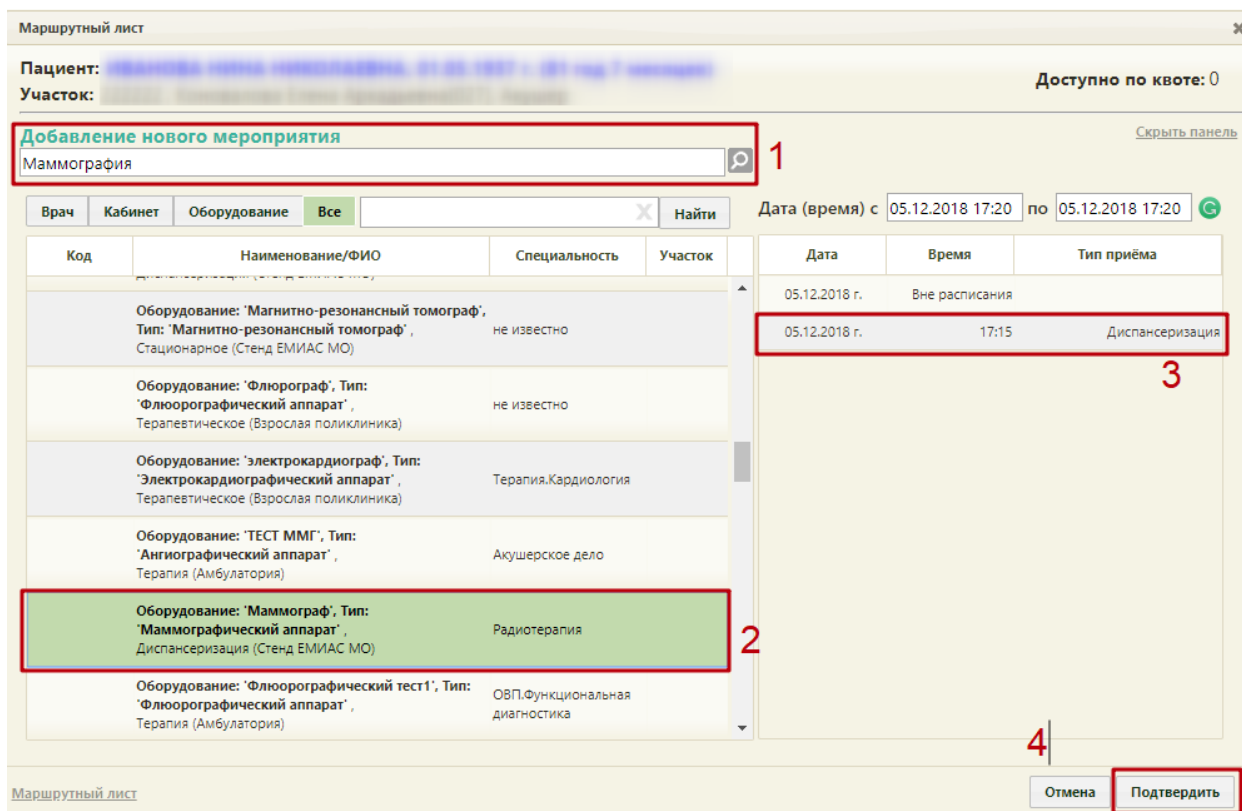 Маршрутный лист
Пациент:
Участок:
Доступно по квоте: 0
Добавление нового мероприятия
Скрыть панель
Маммография
1
Врач Кабинет Оборудование Все Найти
Дата (время) с 05.12.2018 17:20 по 05.12.2018 17:20
Код Наименование/ФИО Специальность Участок
Дата Время Тип приёма
05.12.2018 г. Вне расписания
05.12.2018 г. 17:15 Диспансеризация
3
Оборудование: 'Магнитно-резонансный томограф',
Тип: 'Магнитно-резонансный томограф' , не известно
Стационарное (Стенд ЕМИАС МО)
Оборудование: 'Флюрограф', Тип:
'Флюорографический аппарат' , не известно
Терапевтическое (Взрослая поликлиника)
Оборудование: 'электрокардиограф', Тип:
'Электрокардиографический аппарат' , Терапия.Кардиология
Терапевтическое (Взрослая поликлиника)
Оборудование: 'ТЕСТ ММГ', Тип:
'Ангиографический аппарат' , Акушерское дело
Терапия (Амбулатория)
Оборудование: 'Маммограф', Тип:
'Маммографический аппарат' , Радиотерапия
Диспансеризация (Стенд ЕМИАС МО)
2
Оборудование: 'Флюорографический тест1', Тип:
'Флюорографический аппарат' ,
Терапия (Амбулатория)
ОВП.Функциональная
диагностика
4
Маршрутный лист
Отмена Подтвердить